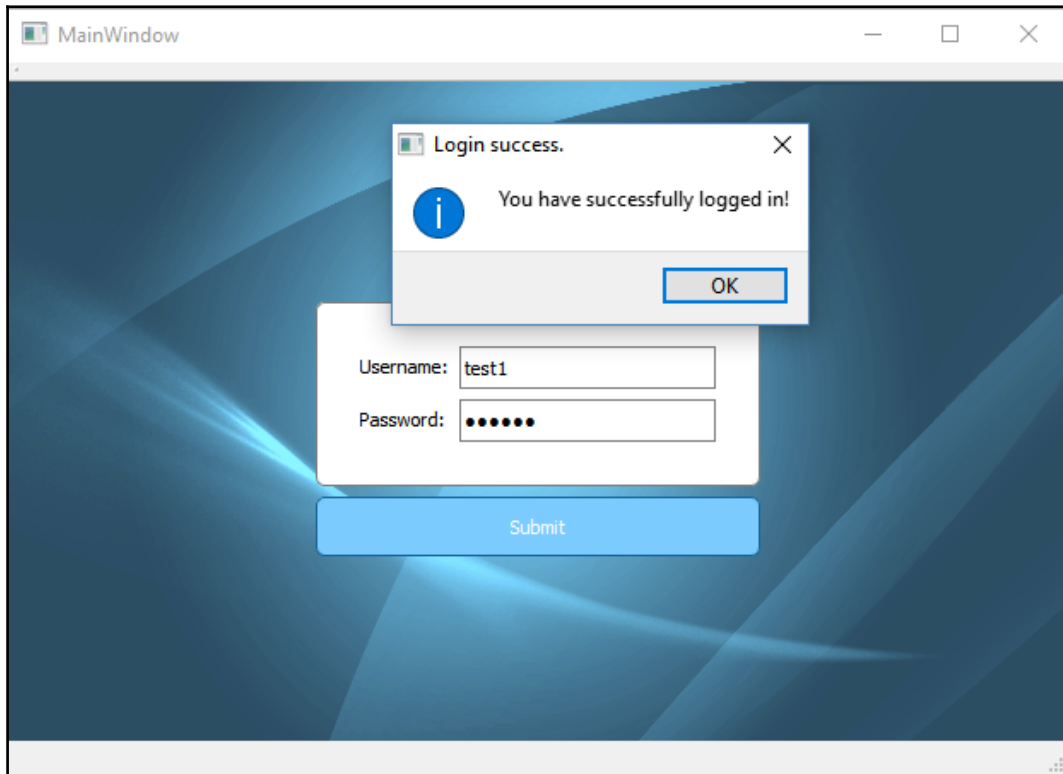 MainWindow
Login success.
You have successfully logged in!
OK
Username: test1
Password: ••••••
Submit